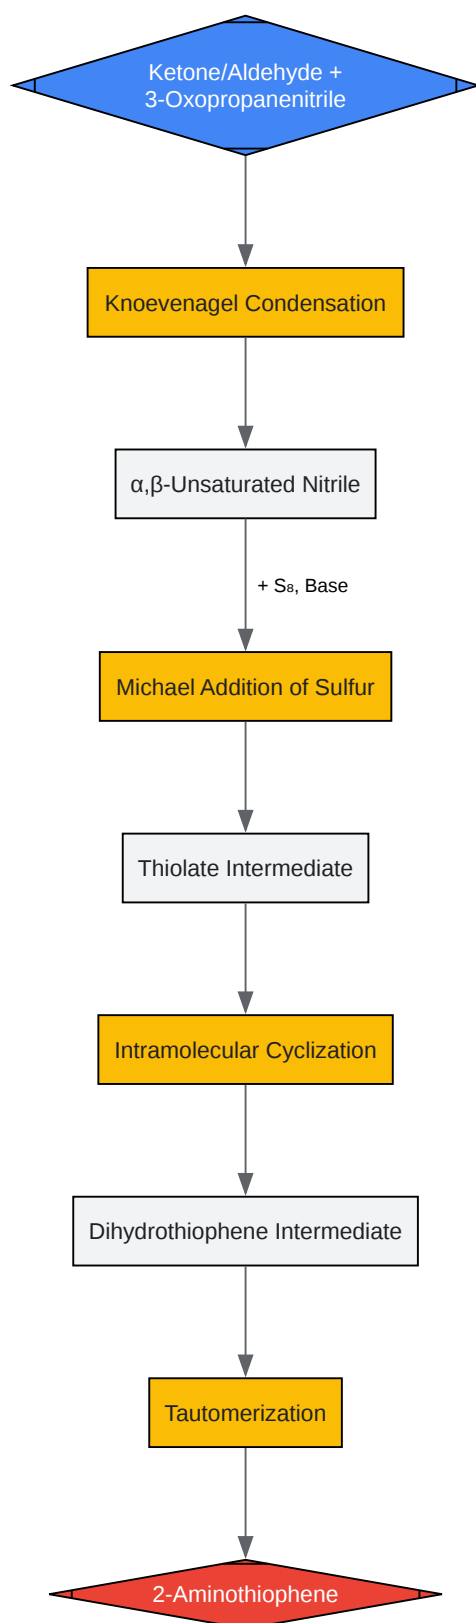 Ketone/Aldehyde +
3-Oxopropanenitrile
Knoevenagel Condensation
α,β-Unsaturated Nitrile
+ S₈, Base
Michael Addition of Sulfur
Thiolate Intermediate
Intramolecular Cyclization
Dihydrothiophene Intermediate
Tautomerization
2-Aminothiophene